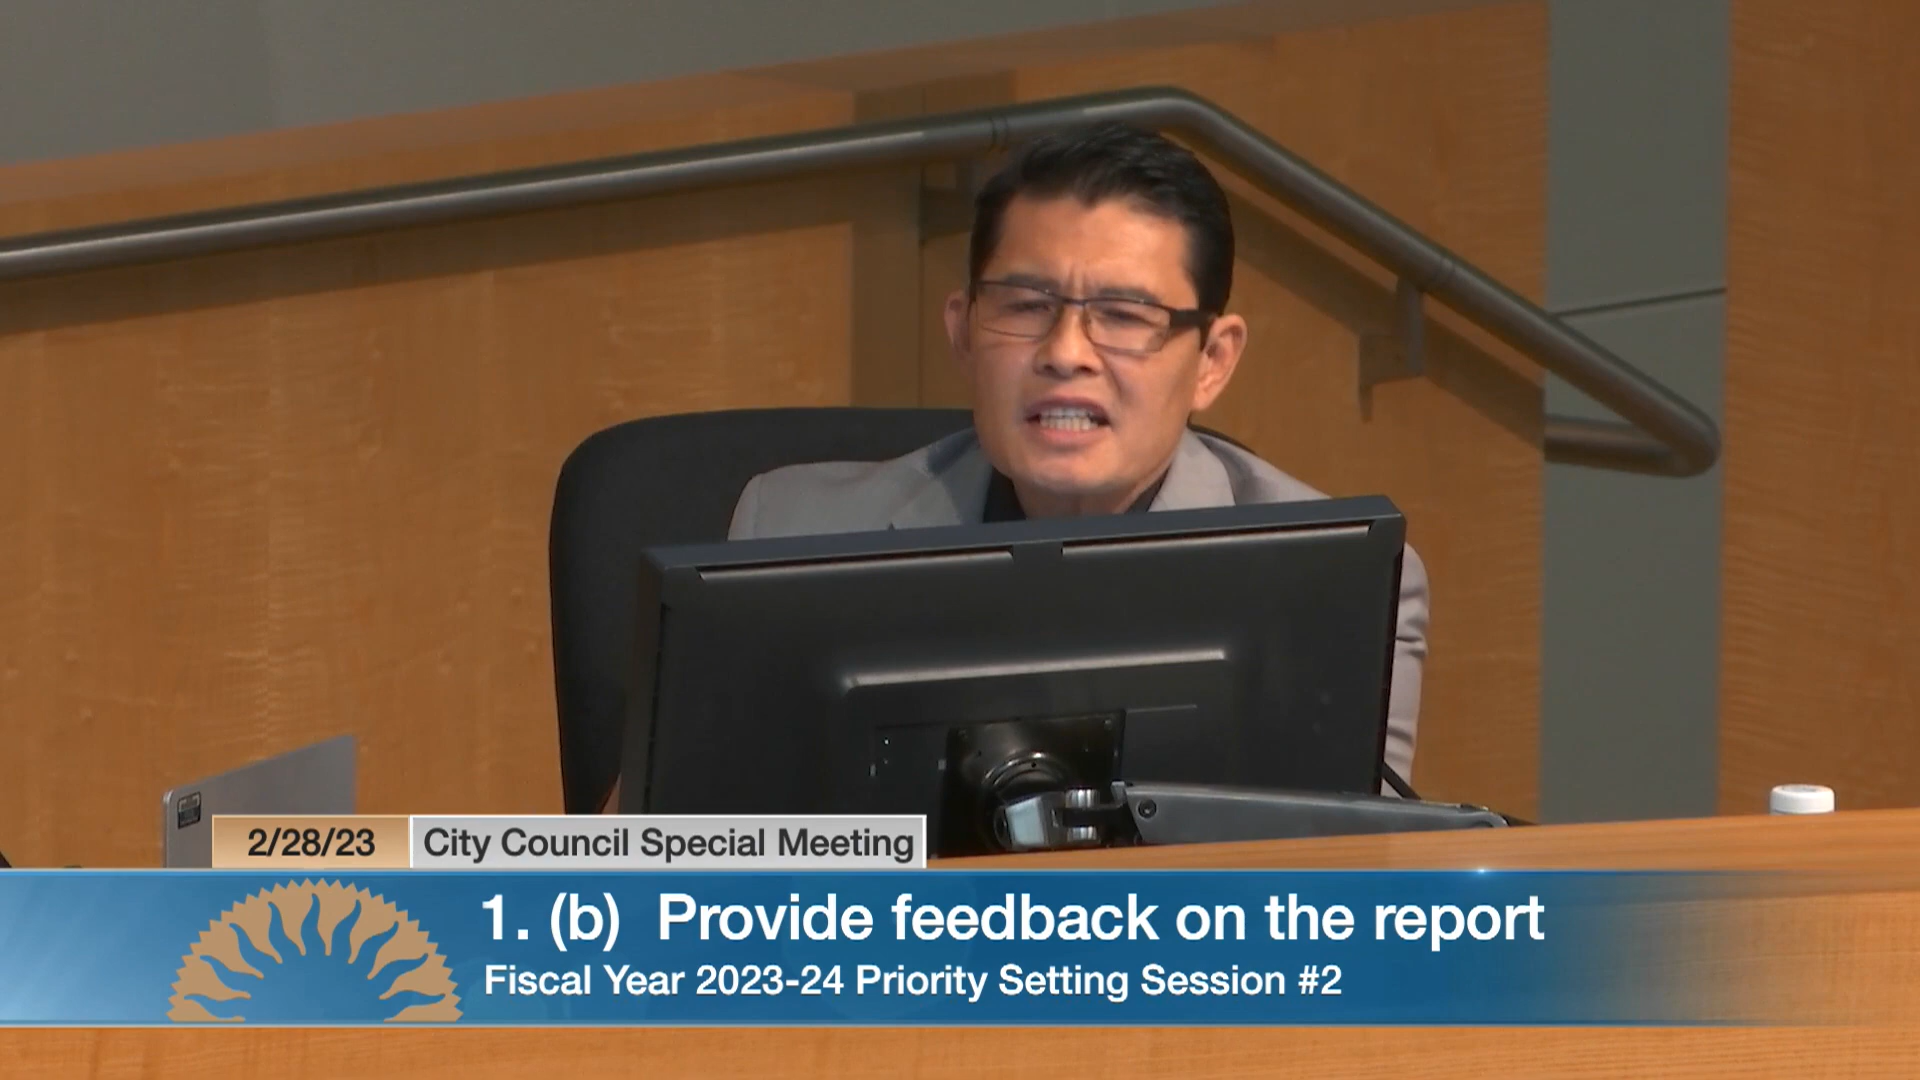 2/28/23 City Council Special Meeting
1. (b) Provide feedback on the report
Fiscal Year 2023-24 Priority Setting Session #2